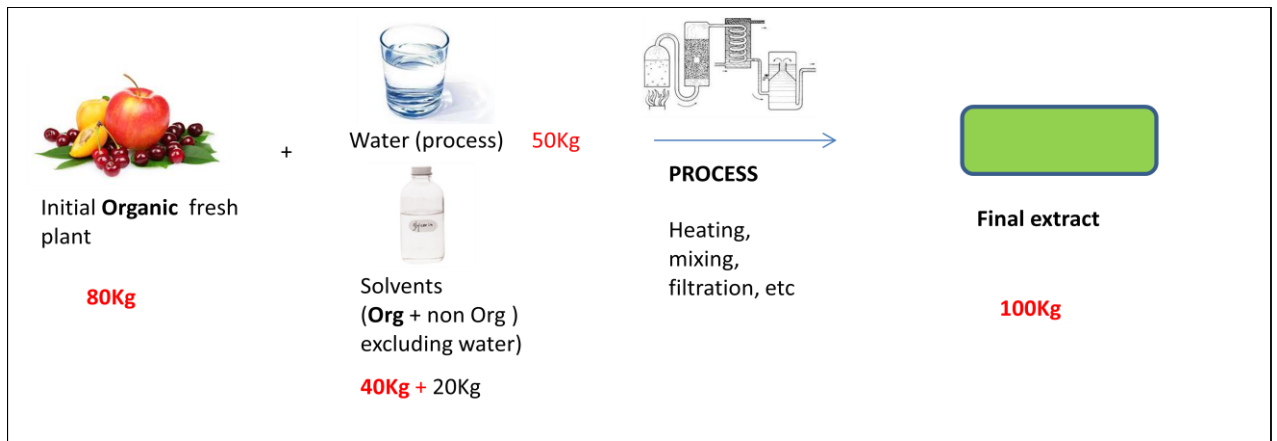 Initial Organic fresh
plant
80Kg
+
Water (process) 50Kg
Solvents
(Org + non Org )
excluding water)
40Kg + 20Kg
PROCESS
Heating,
mixing,
filtration, etc
Final extract
100Kg